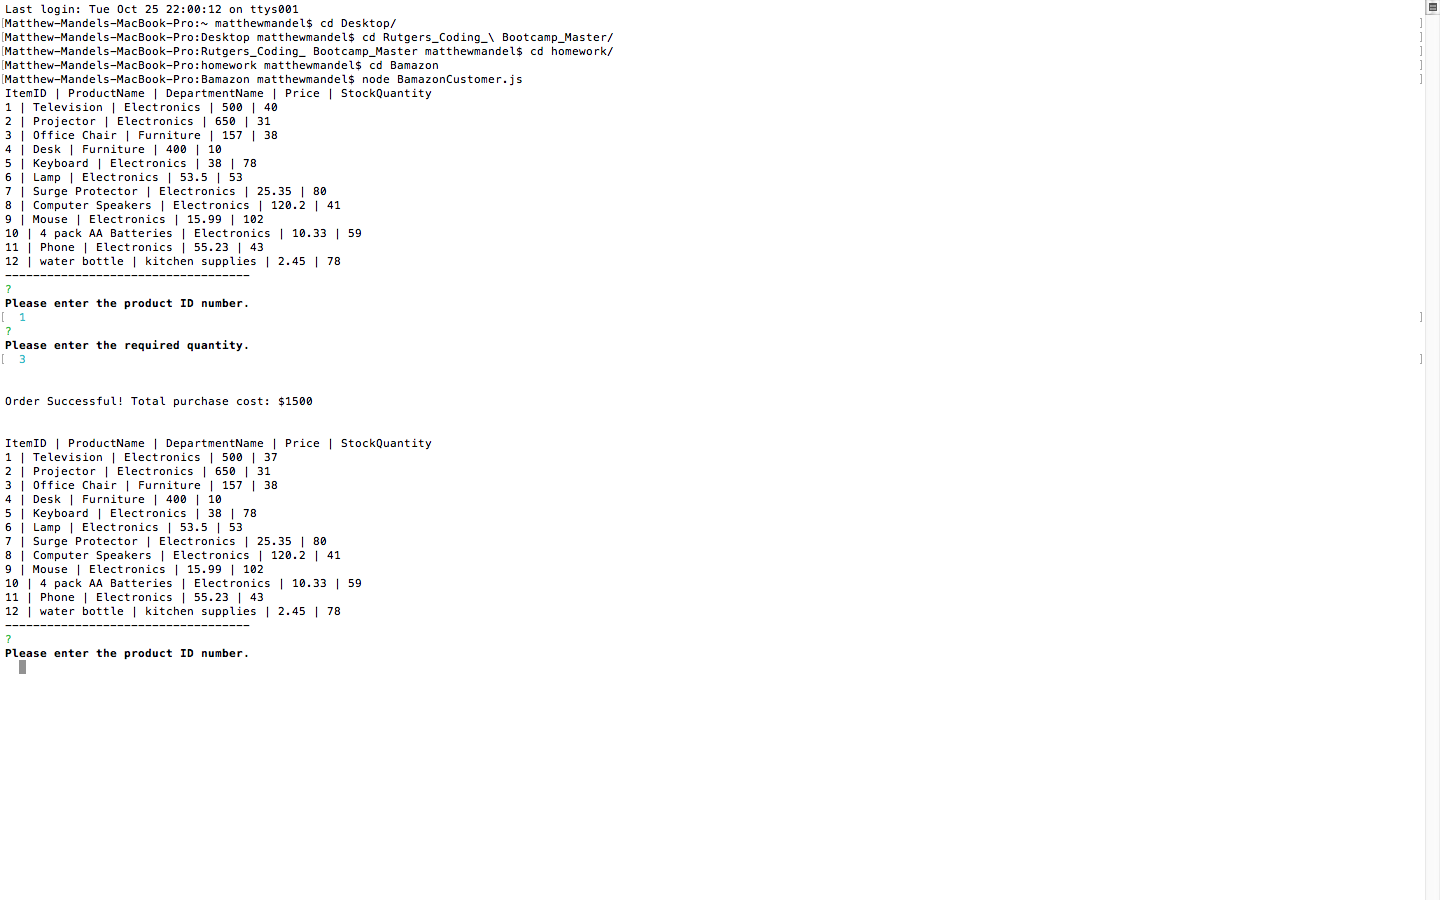 Last login: Tue Oct 25 22:00:12 on ttys001
[Matthew-Mandels-MacBook-Pro:~ matthewmandel$ cd Desktop/ ]
[Matthew-Mandels-MacBook-Pro:Desktop matthewmandel$ cd Rutgers_Coding_\ Bootcamp_Master/ ]
[Matthew-Mandels-MacBook-Pro:Rutgers_Coding_ Bootcamp_Master matthewmandel$ cd homework/ ]
[Matthew-Mandels-MacBook-Pro:homework matthewmandel$ cd Bamazon ]
[Matthew-Mandels-MacBook-Pro:Bamazon matthewmandel$ node BamazonCustomer.js ]
ItemID | ProductName | DepartmentName | Price | StockQuantity
1 | Television | Electronics | 500 | 40
2 | Projector | Electronics | 650 | 31
3 | Office Chair | Furniture | 157 | 38
4 | Desk | Furniture | 400 | 10
5 | Keyboard | Electronics | 38 | 78
6 | Lamp | Electronics | 53.5 | 53
7 | Surge Protector | Electronics | 25.35 | 80
8 | Computer Speakers | Electronics | 120.2 | 41
9 | Mouse | Electronics | 15.99 | 102
10 | 4 pack AA Batteries | Electronics | 10.33 | 59
11 | Phone | Electronics | 55.23 | 43
12 | water bottle | kitchen supplies | 2.45 | 78
-----------------------------------
?
Please enter the product ID number.
[ 1 ]
?
Please enter the required quantity.
[ 3 ]
Order Successful! Total purchase cost: $1500
ItemID | ProductName | DepartmentName | Price | StockQuantity
1 | Television | Electronics | 500 | 37
2 | Projector | Electronics | 650 | 31
3 | Office Chair | Furniture | 157 | 38
4 | Desk | Furniture | 400 | 10
5 | Keyboard | Electronics | 38 | 78
6 | Lamp | Electronics | 53.5 | 53
7 | Surge Protector | Electronics | 25.35 | 80
8 | Computer Speakers | Electronics | 120.2 | 41
9 | Mouse | Electronics | 15.99 | 102
10 | 4 pack AA Batteries | Electronics | 10.33 | 59
11 | Phone | Electronics | 55.23 | 43
12 | water bottle | kitchen supplies | 2.45 | 78
-----------------------------------
?
Please enter the product ID number.